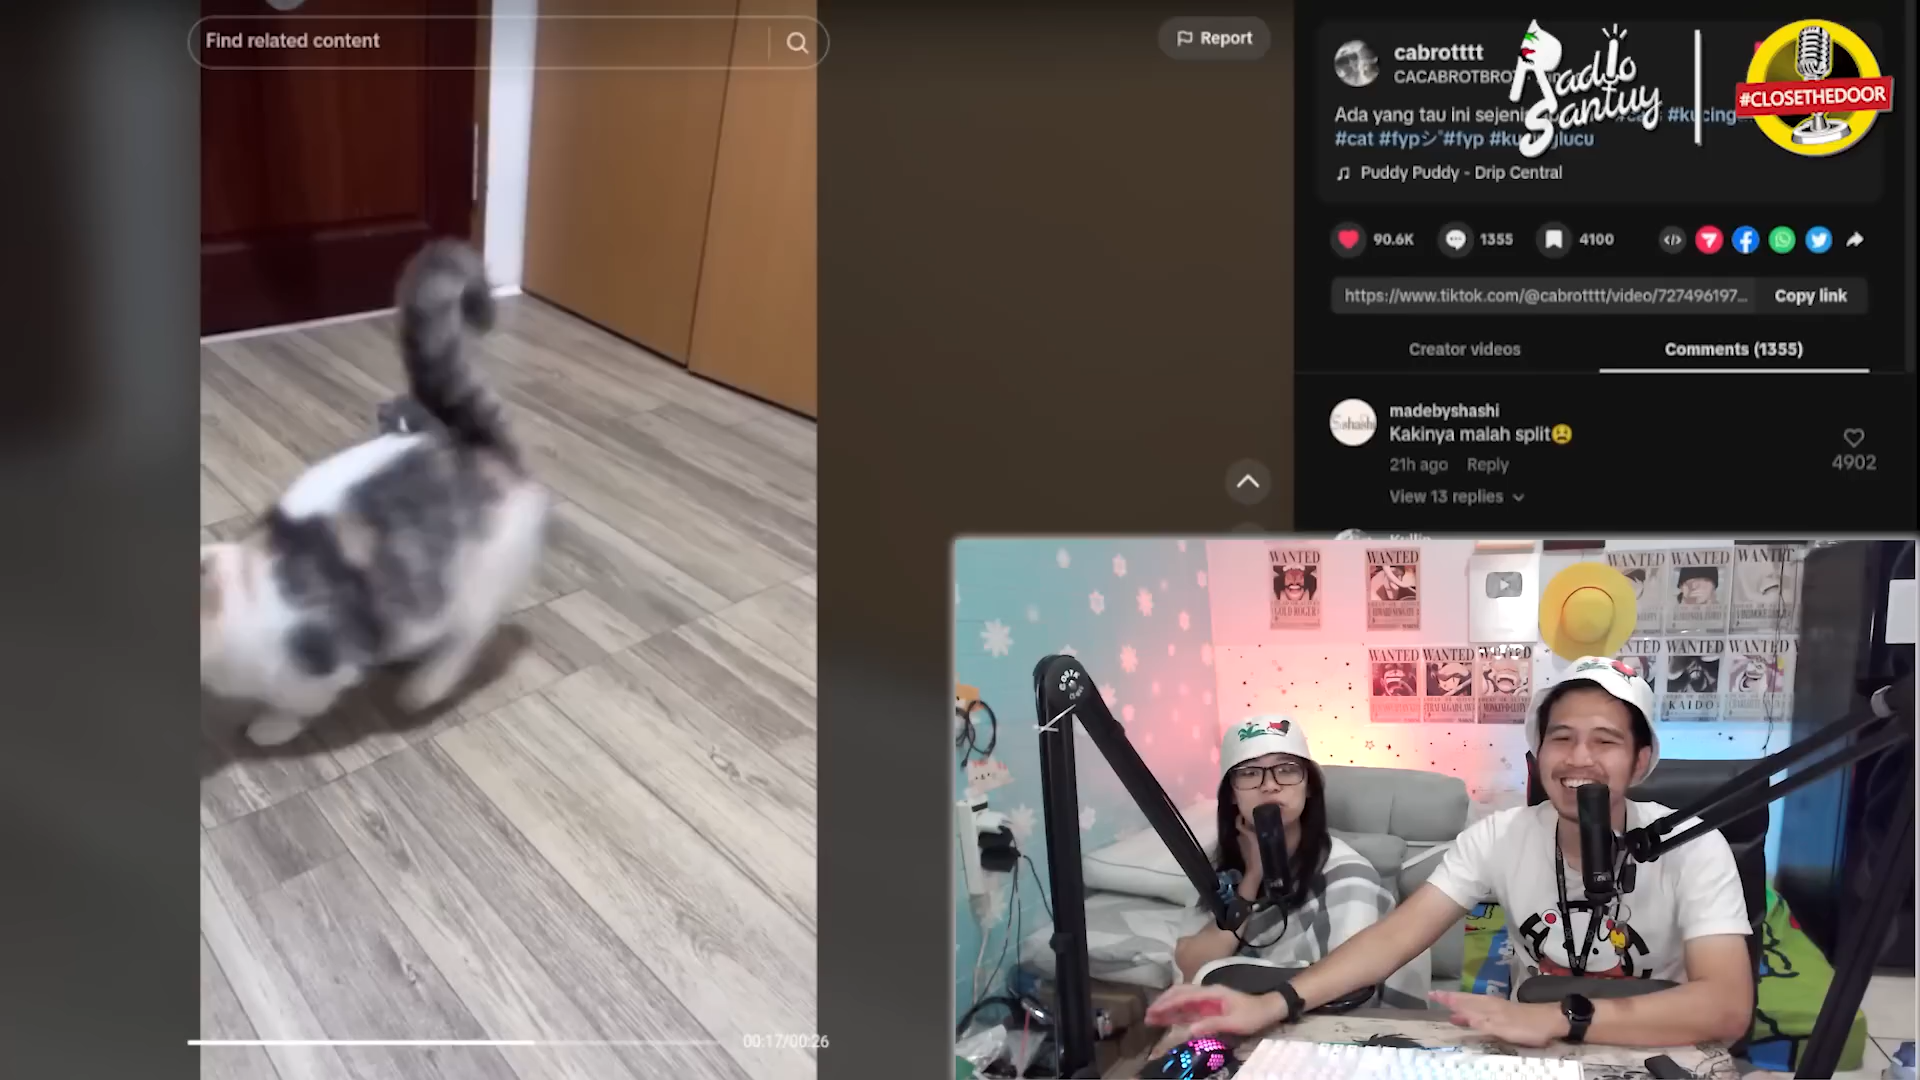 Find related content
Report
cabrotttt
CACABROTBRO
Radio Santuy
#CLOSETHEDOOR
Ada yang tau ini
#cat #fypシ゚#fyp
Puddy Puddy - Drip Central
90.6K
1355
4100
https://www.tiktok.com/@cabrotttt/video/727496197...
Copy link
Creator videos
Comments (1355)
madebyshashi
Kakinya malah split😫
4902
21h ago Reply
View 13 replies
WANTED
WANTED
WANTED
WANTED
WANTED
GOLD ROGER
WANTED
WANTED
WANTED
WANTED
WANTED
KAIDO
00:17/00:26